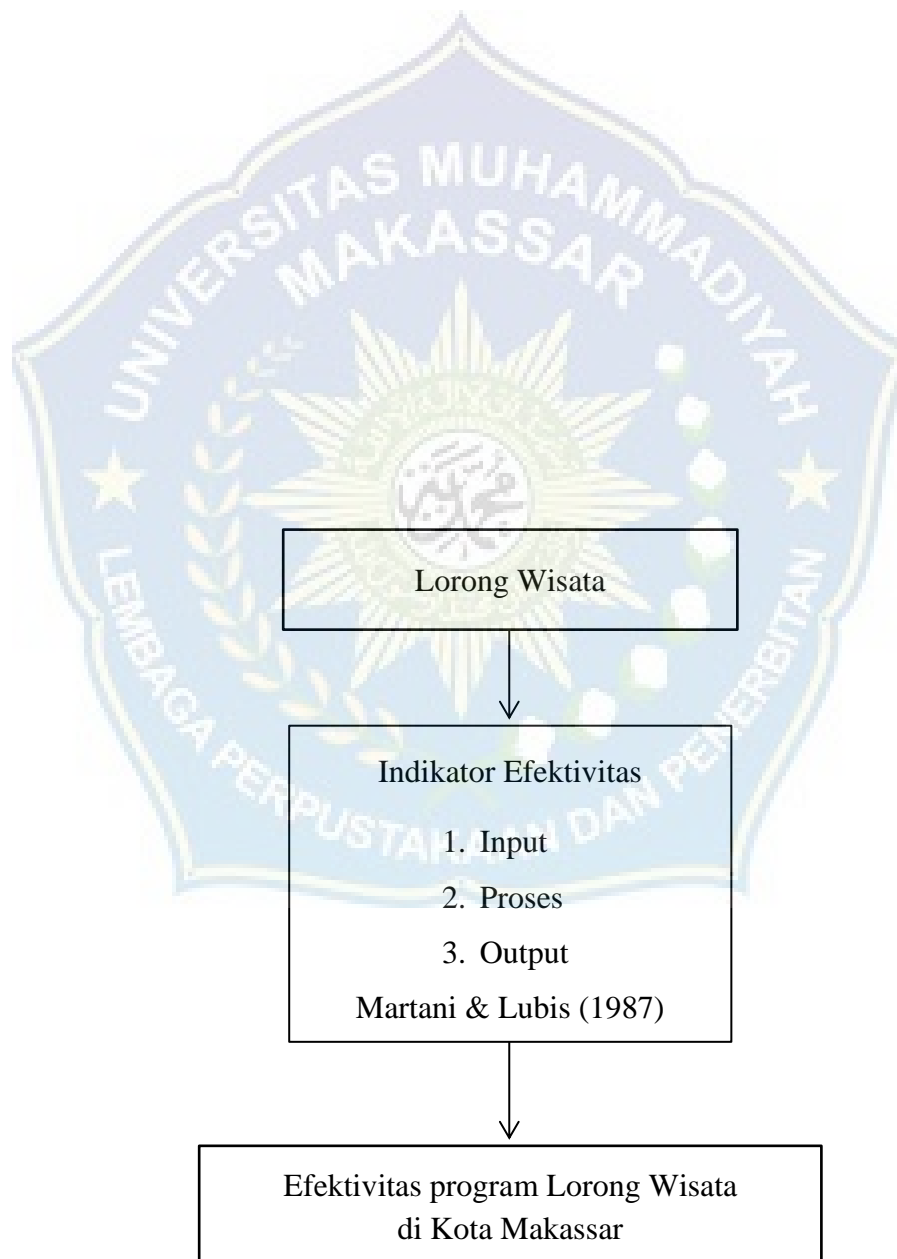 UNIVERSITAS MUHAMMADIYAH
MAKASSAR
Lorong Wisata
Indikator Efektivitas
1. Input
2. Proses
3. Output
Martani & Lubis (1987)
LEMBAGA PERPUSTAKAAN DAN PENERBITAN
Efektivitas program Lorong Wisata
di Kota Makassar